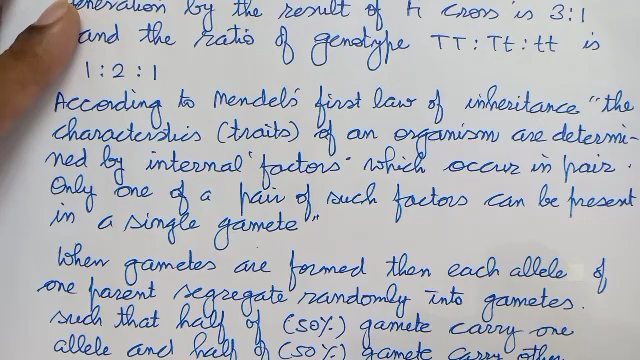 generation by the result of cross is 3:1
and the ratio of genotype TT : Tt : tt is
1 : 2 : 1
According to Mendel's first law of inheritance "the
characteristics (traits) of an organism are determi-
ned by internal 'factors' which occur in pair.
Only one of a pair of such factors can be present
in a single gamete"
When gametes are formed then each allele of
one parent segregate randomly into gametes.
such that half of (50%) gamete carry one
allele and half of (50%) gamete carry other